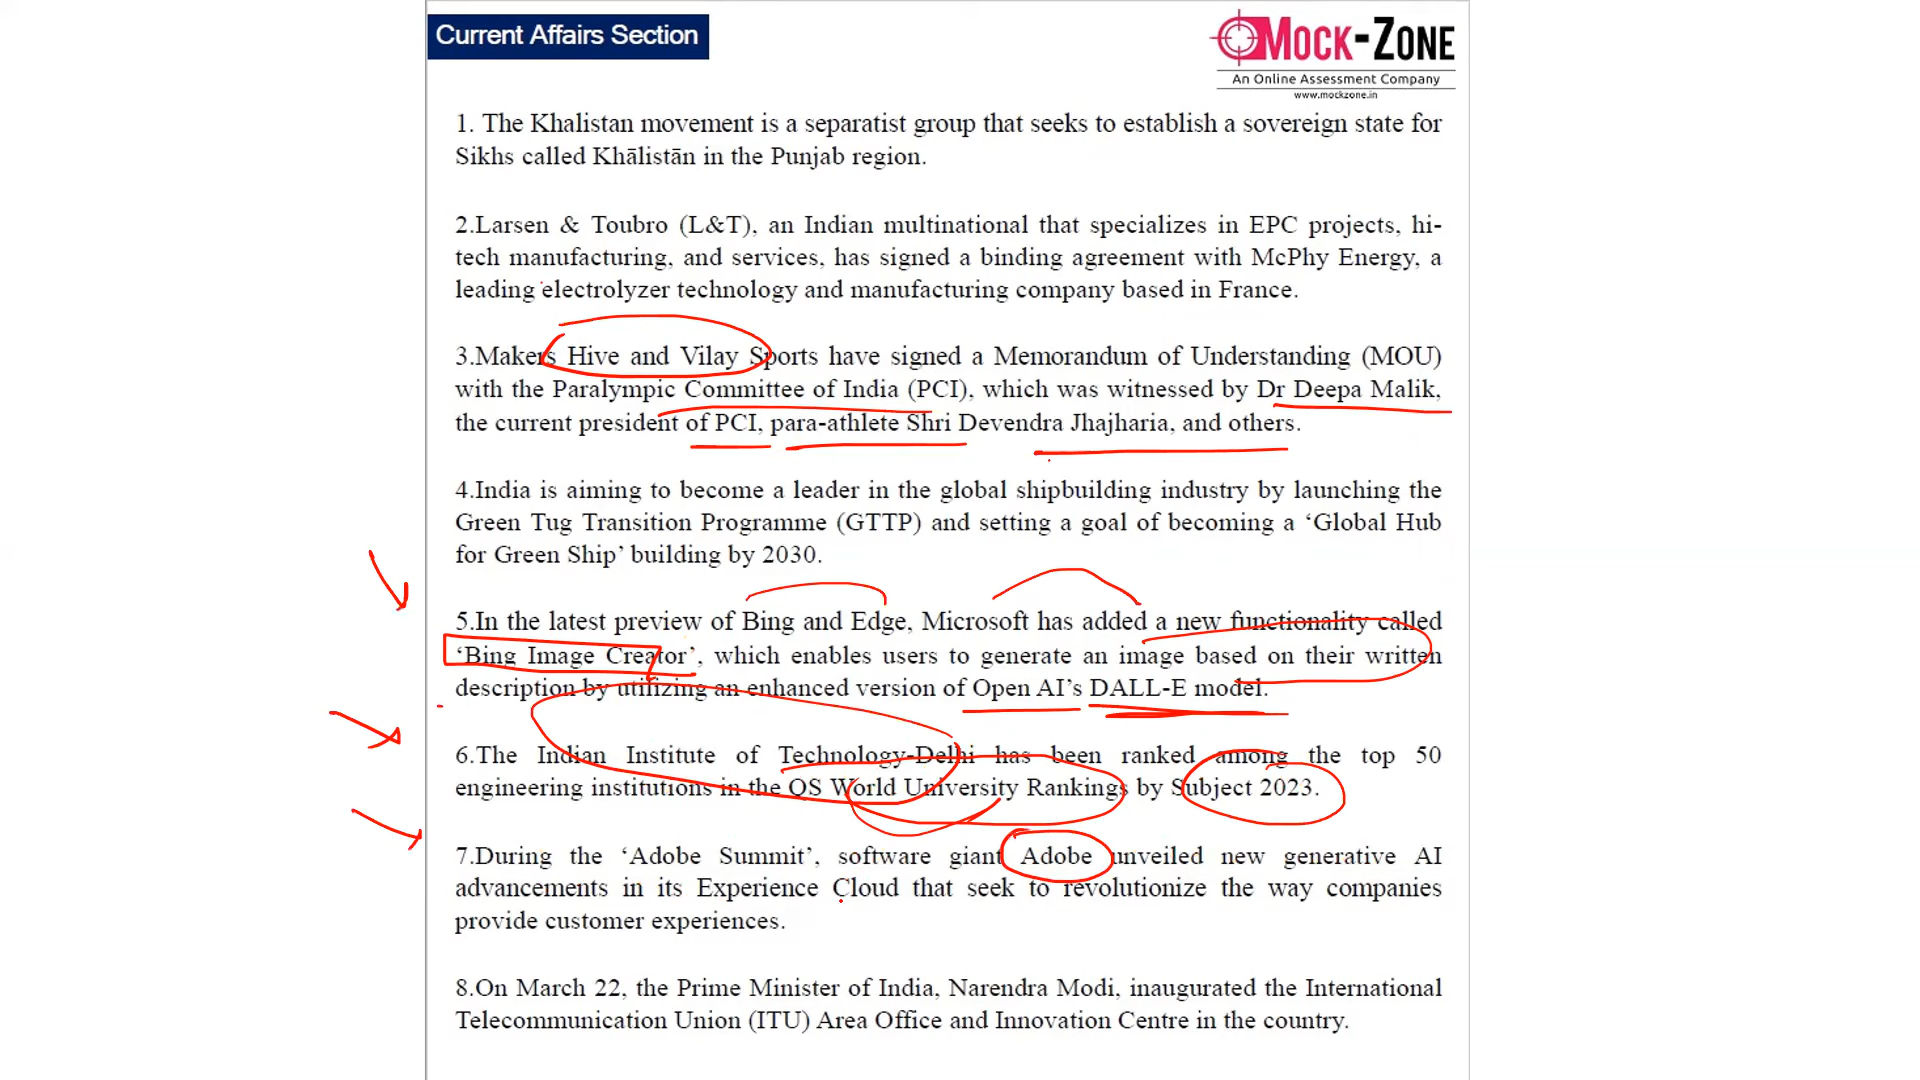 Current Affairs Section
MOCK-ZONE
An Online Assessment Company
www.mockzone.in
1. The Khalistan movement is a separatist group that seeks to establish a sovereign state for
Sikhs called Khālistān in the Punjab region.
2.Larsen & Toubro (L&T), an Indian multinational that specializes in EPC projects, hi-
tech manufacturing, and services, has signed a binding agreement with McPhy Energy, a
leading electrolyzer technology and manufacturing company based in France.
3.Makers Hive and Vilay Sports have signed a Memorandum of Understanding (MOU)
with the Paralympic Committee of India (PCI), which was witnessed by Dr Deepa Malik,
the current president of PCI, para-athlete Shri Devendra Jhajharia, and others.
4.India is aiming to become a leader in the global shipbuilding industry by launching the
Green Tug Transition Programme (GTTP) and setting a goal of becoming a ‘Global Hub
for Green Ship’ building by 2030.
5.In the latest preview of Bing and Edge, Microsoft has added a new functionality called
‘Bing Image Creator’, which enables users to generate an image based on their written
description by utilizing an enhanced version of Open AI’s DALL-E model.
6.The Indian Institute of Technology-Delhi has been ranked among the top 50
engineering institutions in the QS World University Rankings by Subject 2023.
7.During the ‘Adobe Summit’, software giant Adobe unveiled new generative AI
advancements in its Experience Cloud that seek to revolutionize the way companies
provide customer experiences.
8.On March 22, the Prime Minister of India, Narendra Modi, inaugurated the International
Telecommunication Union (ITU) Area Office and Innovation Centre in the country.